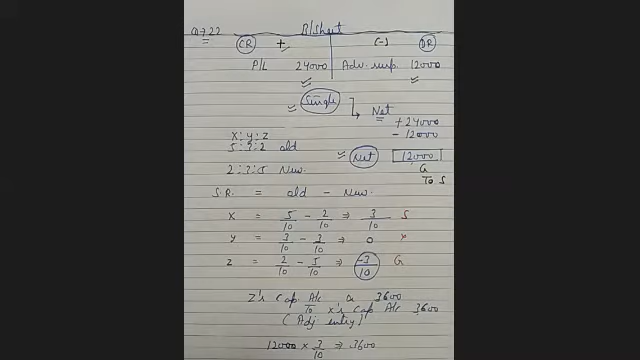 Q→22 B/Sheet
CR + (-) DR
P/L 24000 Adv. susp. 12000
Single
Net
+ 24000
- 12000
X : Y : Z
5 : 3 : 2 old
Net 12000
G
To S
2 : 3 : 5 New.
S.R. = old - New.
X = 5/10 - 2/10 ⇒ 3/10 S
Y = 3/10 - 3/10 ⇒ 0 ×
Z = 2/10 - 5/10 ⇒ -3/10 G
Z's Cap A/c Dr 3600
To X's Cap A/c 3600
(Adj entry)
12000 × 3/10 ⇒ 3600